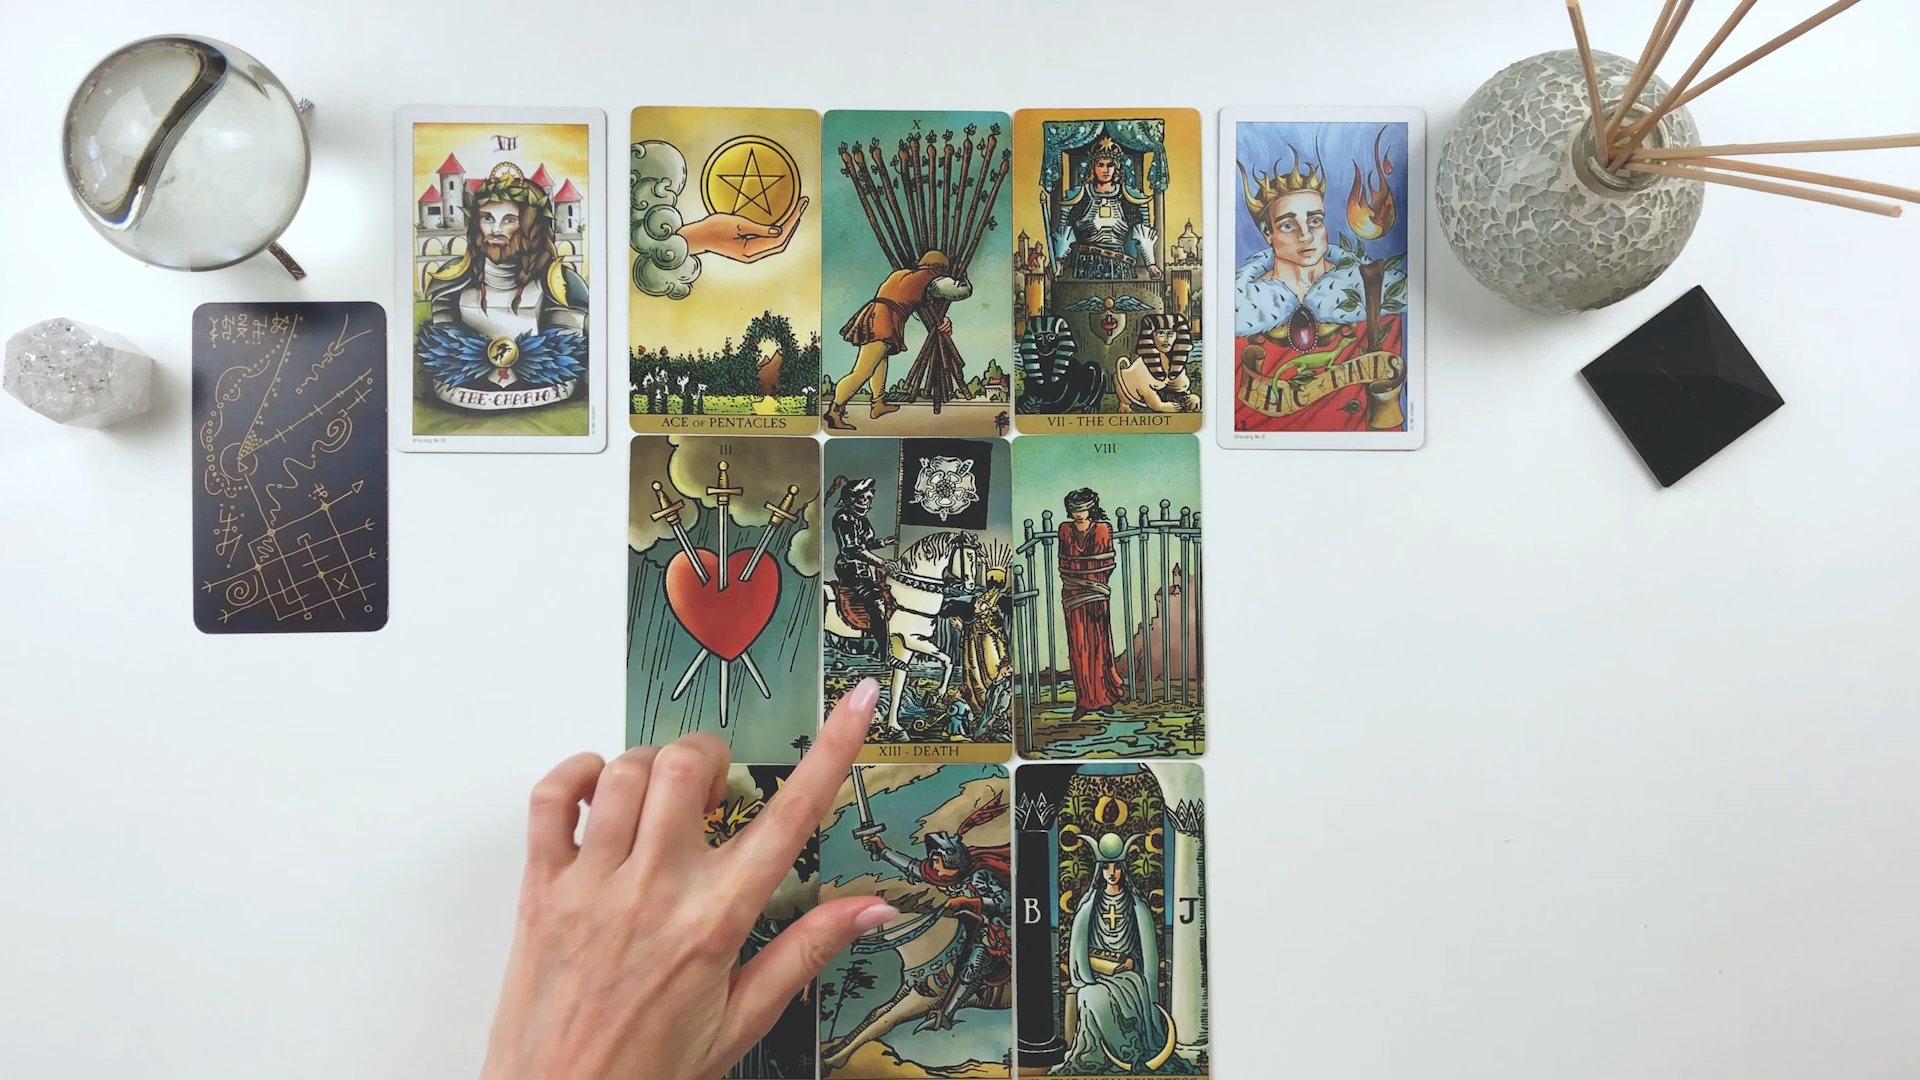 VII
THE CHARIOT
ACE OF PENTACLES
X
VII - THE CHARIOT
KING OF WANDS
III
XIII - DEATH
VIII
B
J